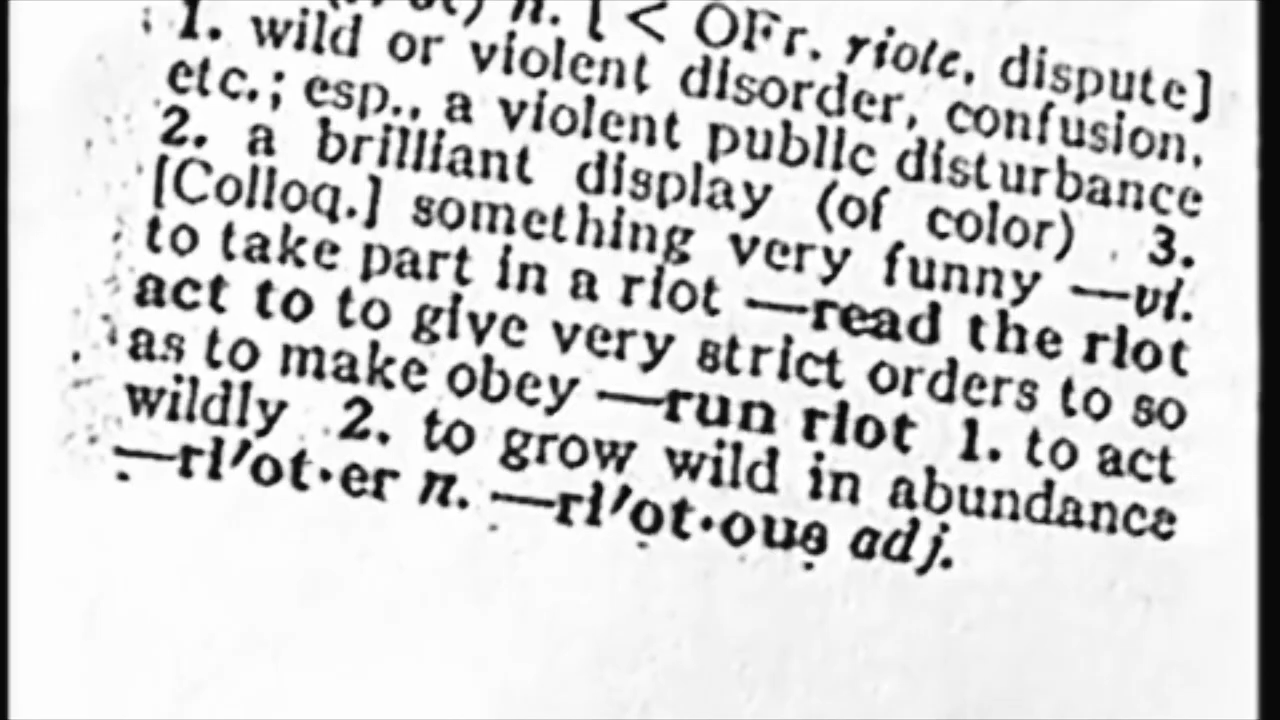 n. [ < OFr. riote, dispute]
1. wild or violent disorder, confusion,
etc.; esp., a violent public disturbance
2. a brilliant display (of color) 3.
[Colloq.] something very funny —vi.
to take part in a riot —read the riot
act to to give very strict orders to so
as to make obey —run riot 1. to act
wildly 2. to grow wild in abundance
—ri′ot·er n. —ri′ot·ous adj.